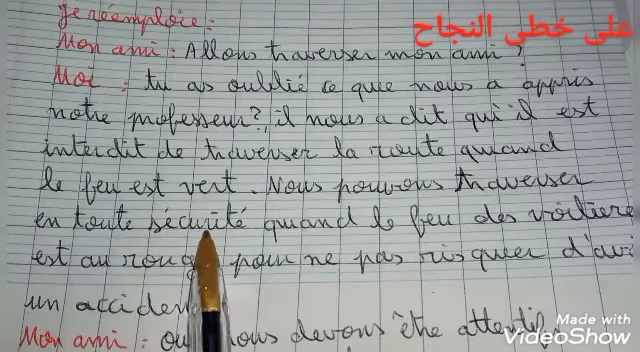 Je réemploie :
على خطى النجاح
Mon ami : Allons traverser mon ami ?
Moi : tu as oublié ce que nous a appris
notre professeur?, il nous a dit qu'il est
interdit de traverser la route quand
le feu est vert. Nous pouvons traverser
en toute sécurité quand le feu des voitures
est au pour ne pas risquer
un
Mon ami : nous devons être attentifs.
Made with
VideoShow